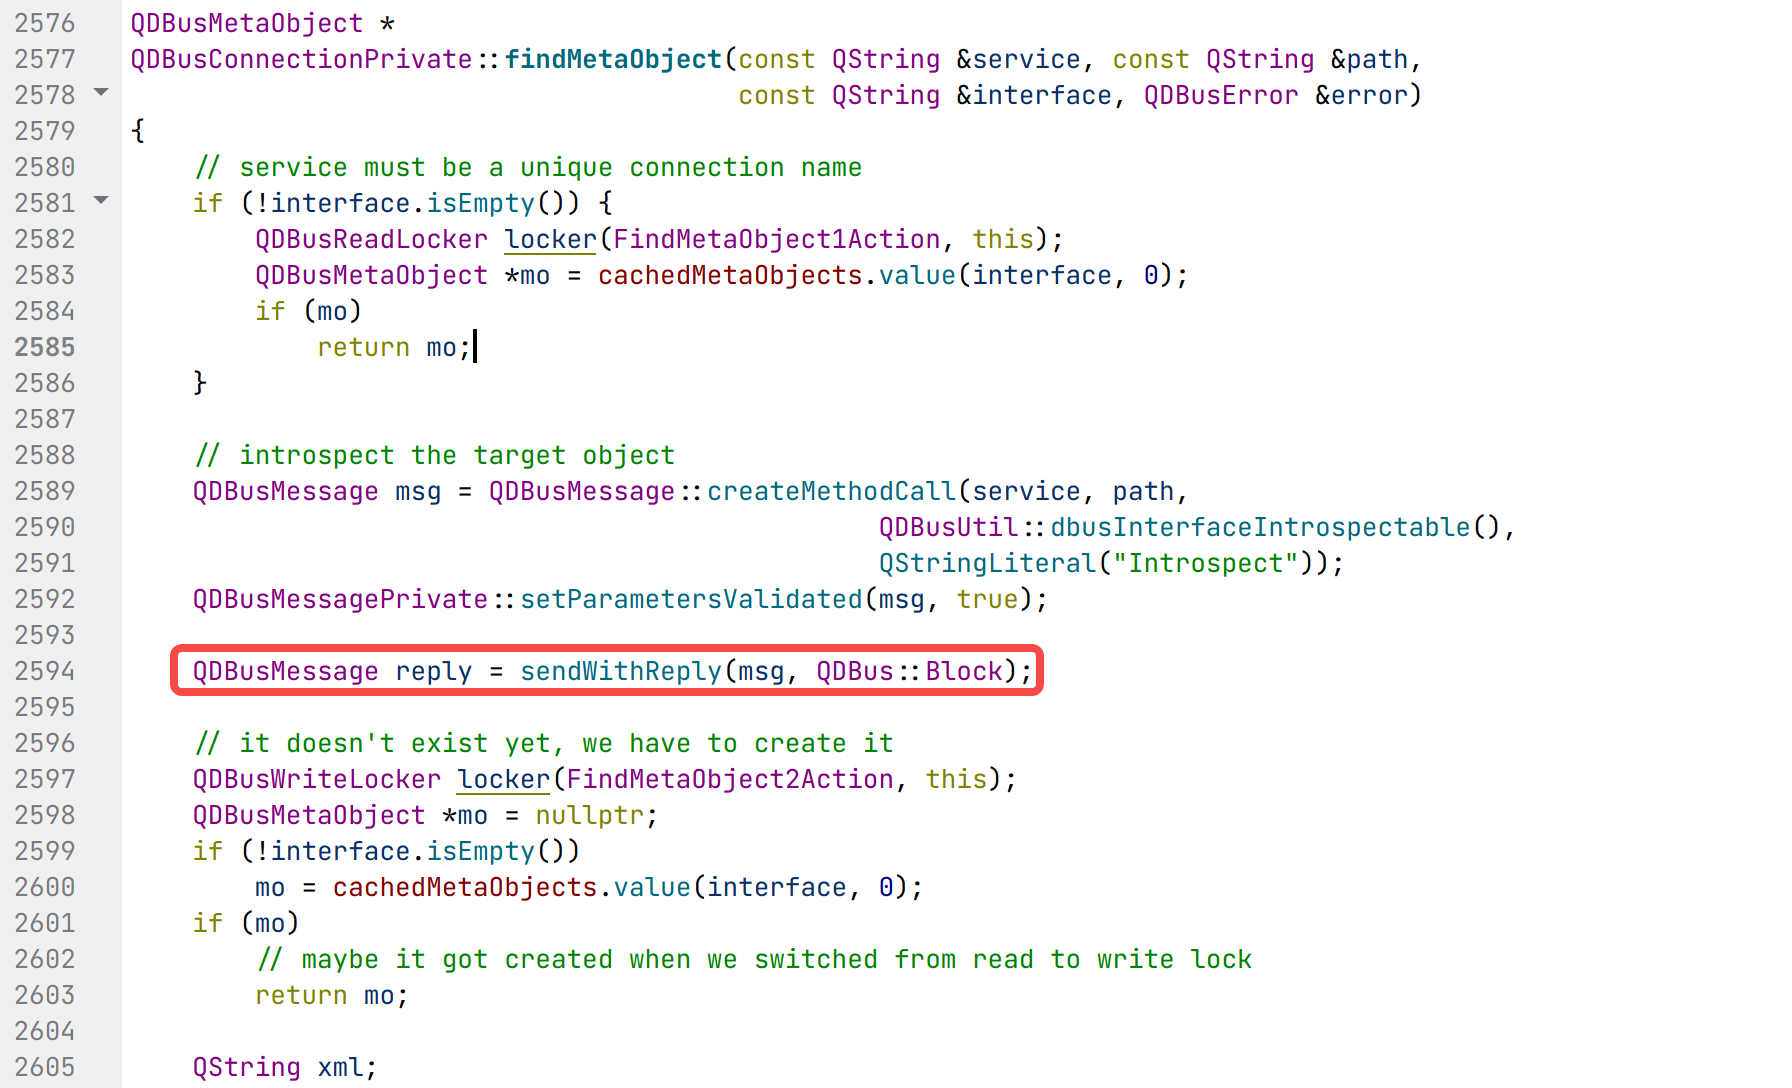 2576 QDBusMetaObject *
2577 QDBusConnectionPrivate::findMetaObject(const QString &service, const QString &path,
2578                                        const QString &interface, QDBusError &error)
2579 {
2580     // service must be a unique connection name
2581     if (!interface.isEmpty()) {
2582         QDBusReadLocker locker(FindMetaObject1Action, this);
2583         QDBusMetaObject *mo = cachedMetaObjects.value(interface, 0);
2584         if (mo)
2585             return mo;
2586     }
2587
2588     // introspect the target object
2589     QDBusMessage msg = QDBusMessage::createMethodCall(service, path,
2590                                                 QDBusUtil::dbusInterfaceIntrospectable(),
2591                                                 QStringLiteral("Introspect"));
2592     QDBusMessagePrivate::setParametersValidated(msg, true);
2593
2594     QDBusMessage reply = sendWithReply(msg, QDBus::Block);
2595
2596     // it doesn't exist yet, we have to create it
2597     QDBusWriteLocker locker(FindMetaObject2Action, this);
2598     QDBusMetaObject *mo = nullptr;
2599     if (!interface.isEmpty())
2600         mo = cachedMetaObjects.value(interface, 0);
2601     if (mo)
2602         // maybe it got created when we switched from read to write lock
2603         return mo;
2604
2605     QString xml;